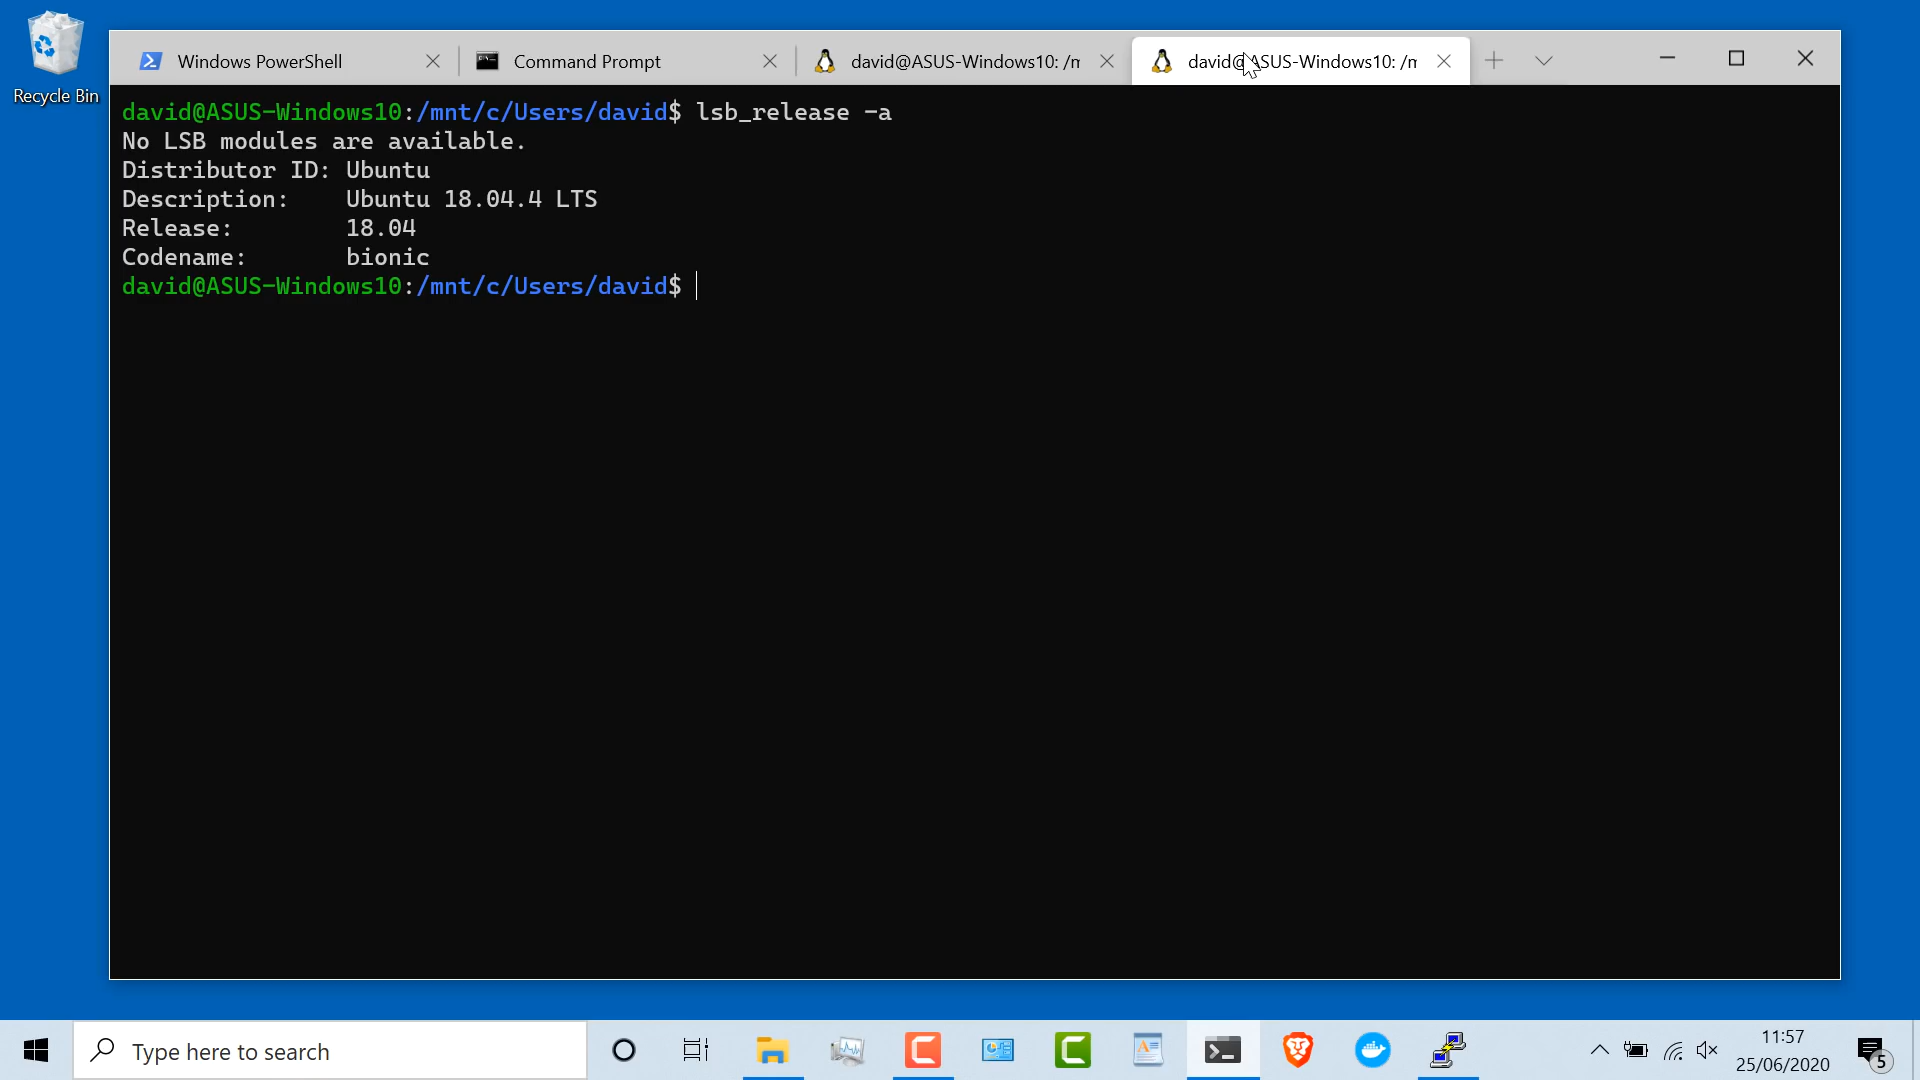 Recycle Bin
Windows PowerShell
Command Prompt
david@ASUS-Windows10: /m
david@ASUS-Windows10: /m
david@ASUS-Windows10:/mnt/c/Users/david$ lsb_release -a
No LSB modules are available.
Distributor ID: Ubuntu
Description:    Ubuntu 18.04.4 LTS
Release:        18.04
Codename:       bionic
david@ASUS-Windows10:/mnt/c/Users/david$
Type here to search
11:57
25/06/2020
5